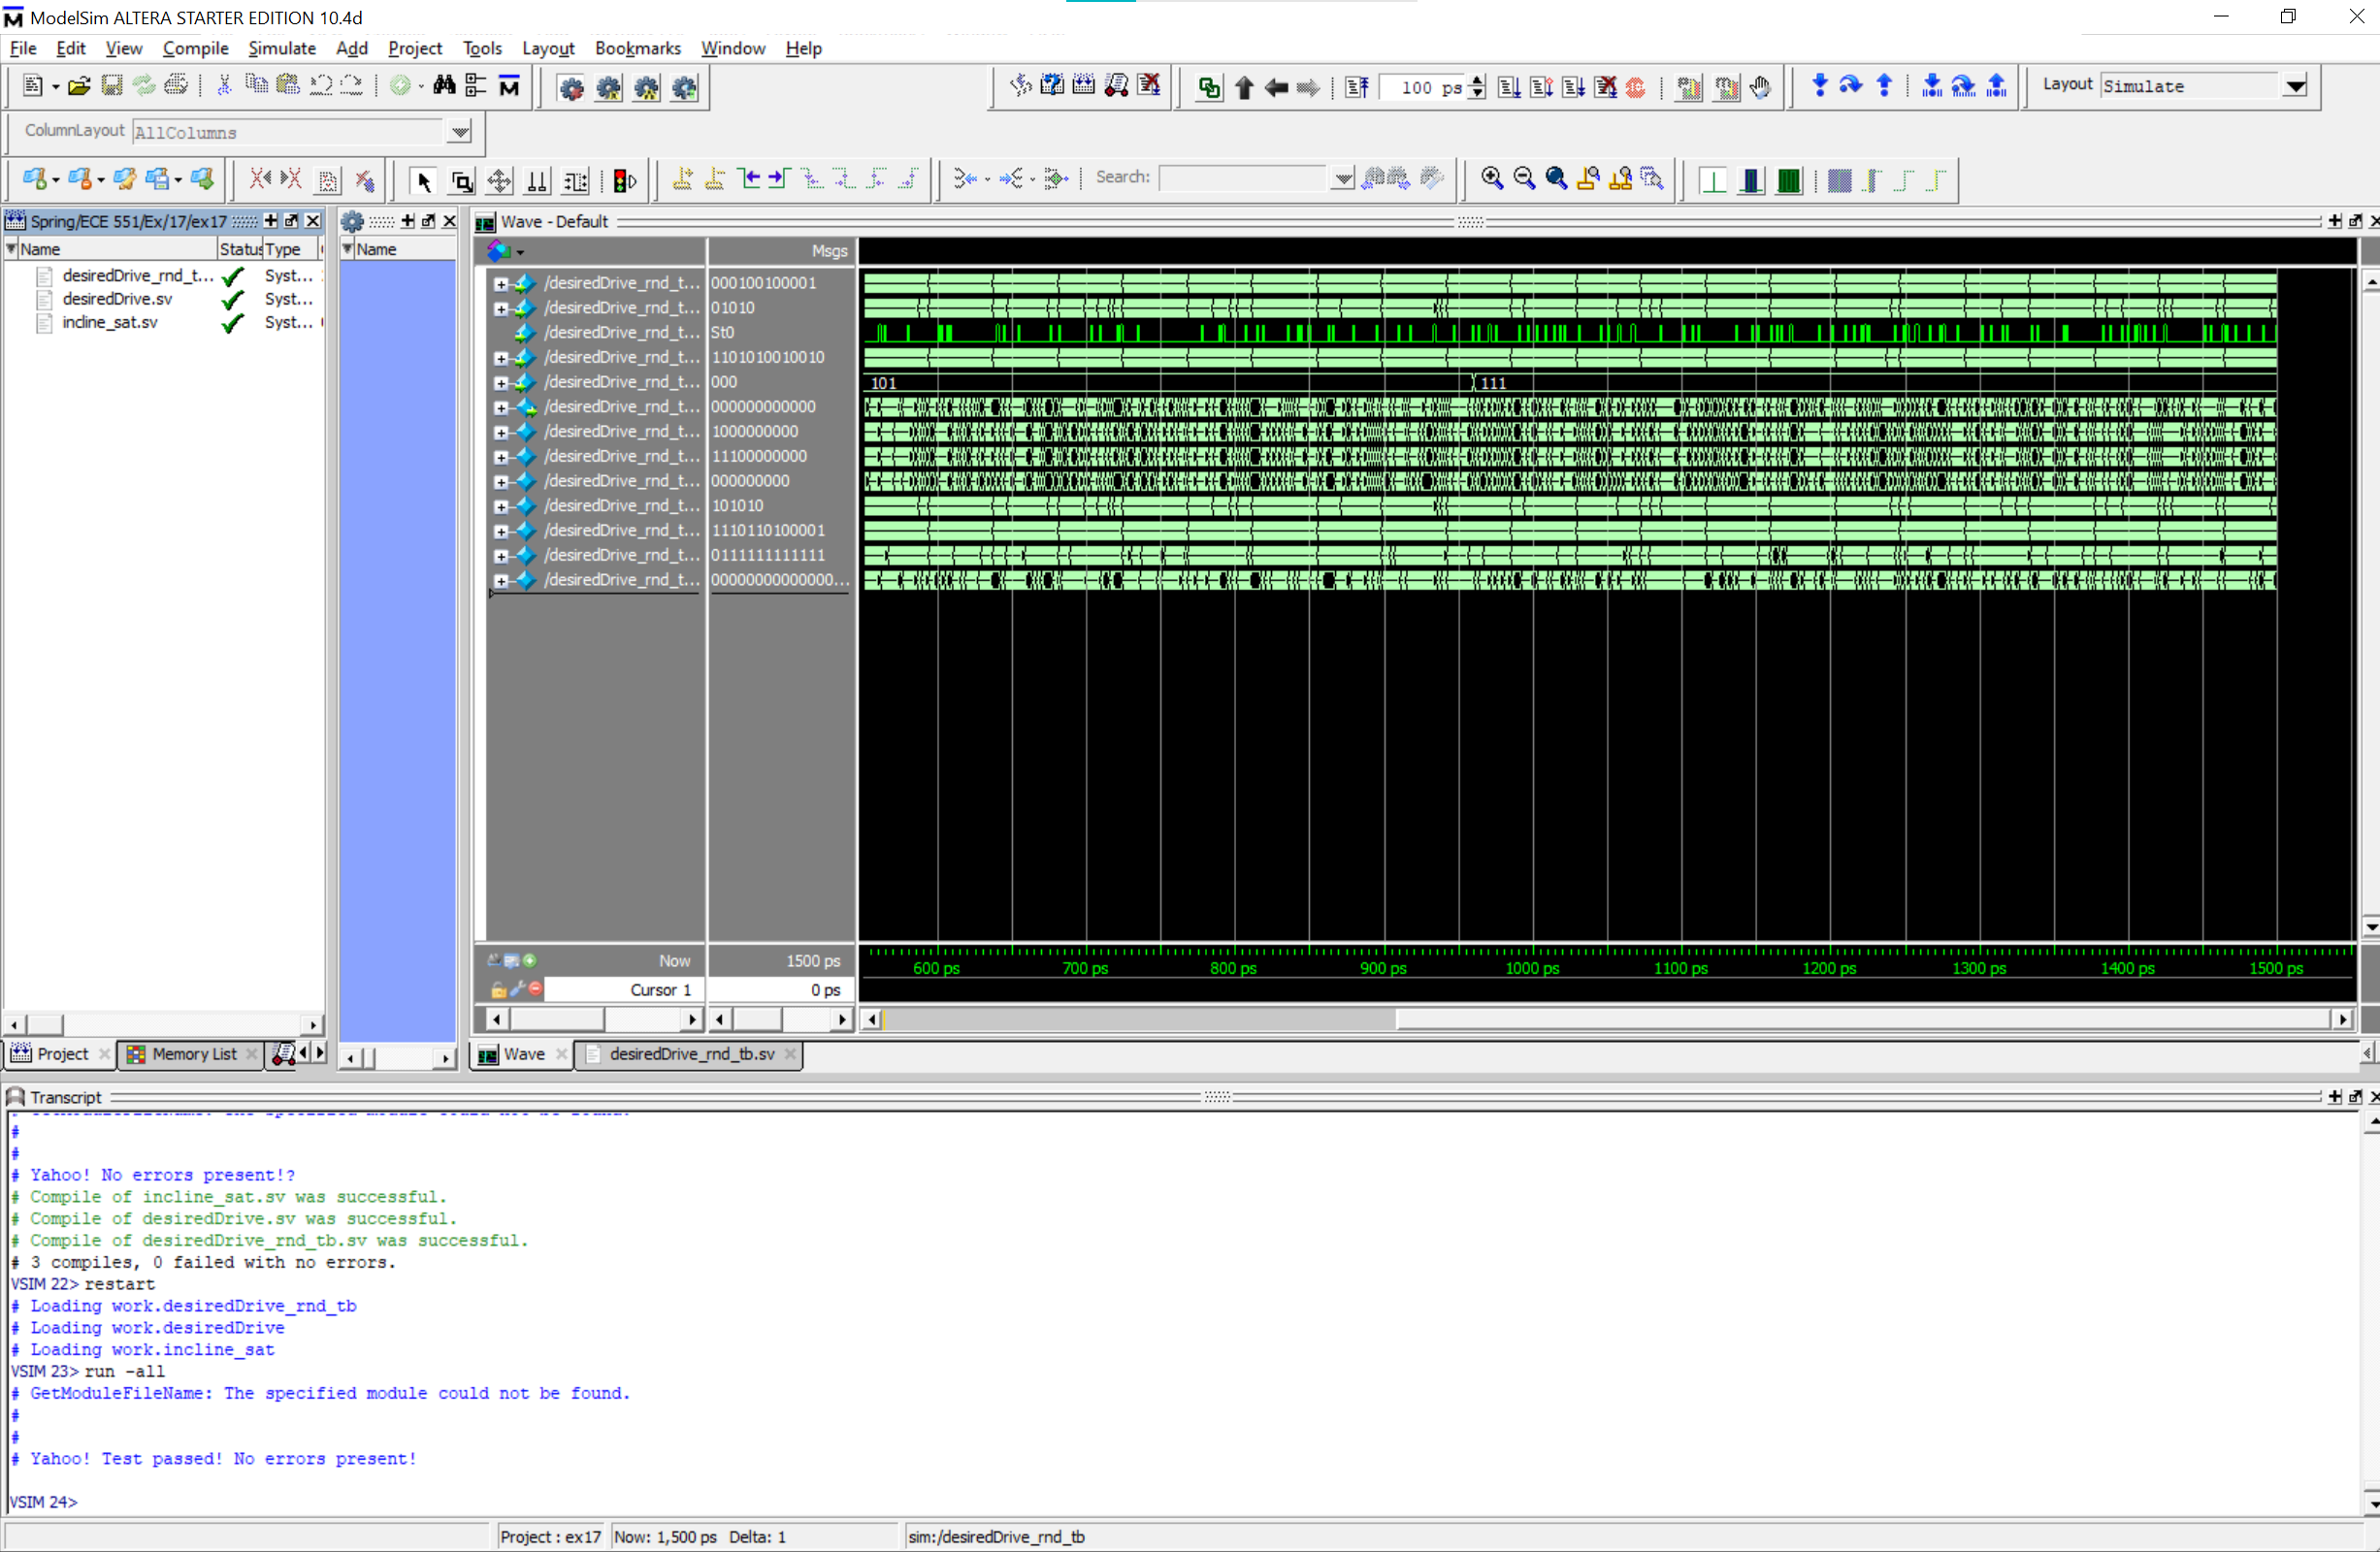 ModelSim ALTERA STARTER EDITION 10.4d
File Edit View Compile Simulate Add Project Tools Layout Bookmarks Window Help
100 ps
Layout Simulate
ColumnLayout AllColumns
Search:
Spring/ECE 551/Ex/17/ex17
Name Status Type
desiredDrive_rnd_t... Syst...
desiredDrive.sv Syst...
incline_sat.sv Syst...
Name
Wave - Default
Msgs
/desiredDrive_rnd_t... 000100100001
/desiredDrive_rnd_t... 01010
/desiredDrive_rnd_t... St0
/desiredDrive_rnd_t... 1101010010010
/desiredDrive_rnd_t... 000 101 111
/desiredDrive_rnd_t... 000000000000
/desiredDrive_rnd_t... 1000000000
/desiredDrive_rnd_t... 11100000000
/desiredDrive_rnd_t... 000000000
/desiredDrive_rnd_t... 101010
/desiredDrive_rnd_t... 1110110100001
/desiredDrive_rnd_t... 0111111111111
/desiredDrive_rnd_t... 00000000000000...
Now 1500 ps
600 ps 700 ps 800 ps 900 ps 1000 ps 1100 ps 1200 ps 1300 ps 1400 ps 1500 ps
Cursor 1 0 ps
Project Memory List
Wave desiredDrive_rnd_tb.sv
Transcript
#
#
# Yahoo! No errors present!?
# Compile of incline_sat.sv was successful.
# Compile of desiredDrive.sv was successful.
# Compile of desiredDrive_rnd_tb.sv was successful.
# 3 compiles, 0 failed with no errors.
VSIM 22> restart
# Loading work.desiredDrive_rnd_tb
# Loading work.desiredDrive
# Loading work.incline_sat
VSIM 23> run -all
# GetModuleFileName: The specified module could not be found.
#
#
# Yahoo! Test passed! No errors present!
VSIM 24>
Project : ex17 Now: 1,500 ps Delta: 1 sim:/desiredDrive_rnd_tb